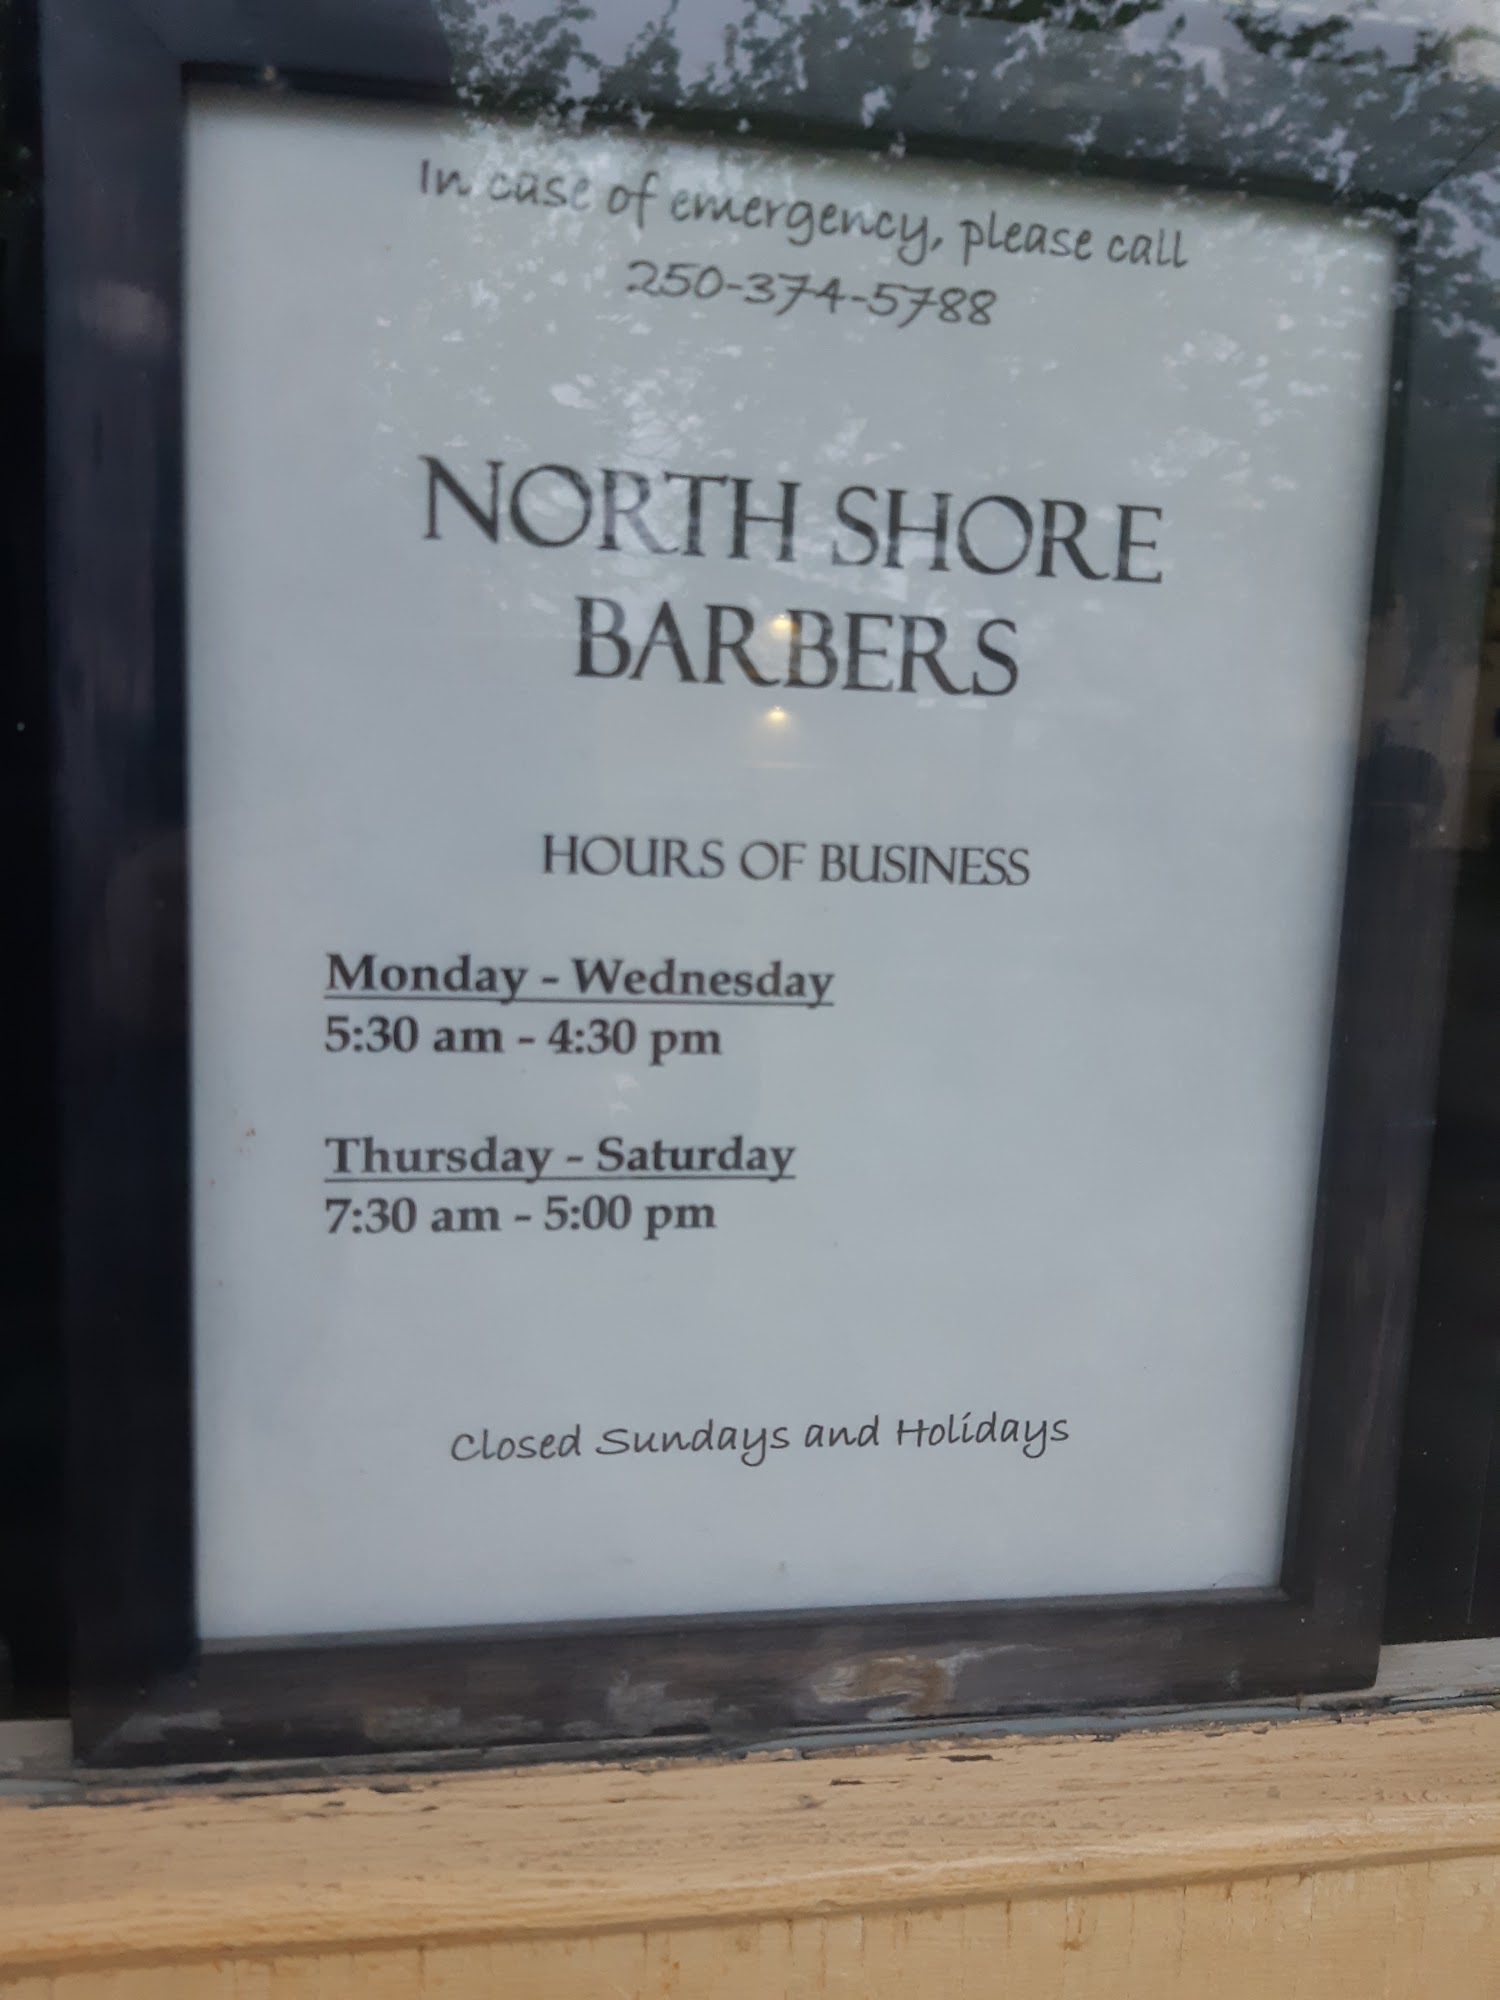 In case of emergency, please call
250-374-5788
NORTH SHORE
BARBERS
HOURS OF BUSINESS
Monday - Wednesday
5:30 am - 4:30 pm
Thursday - Saturday
7:30 am - 5:00 pm
Closed Sundays and Holidays